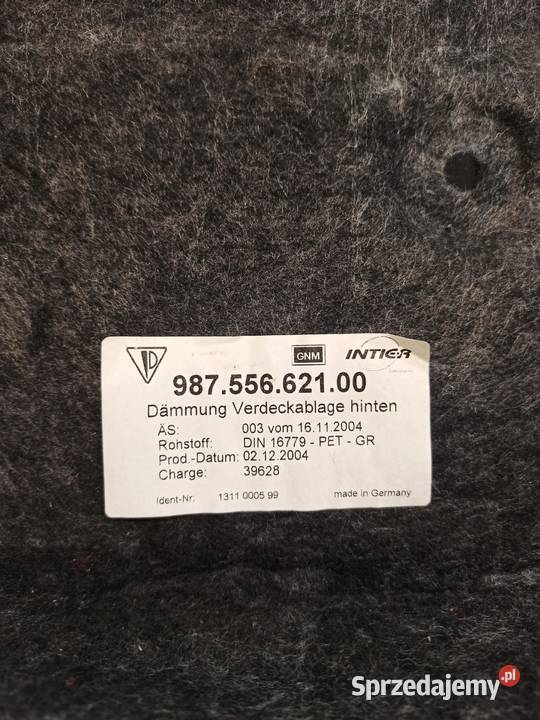 GNM INTIER
987.556.621.00
Dämmung Verdeckablage hinten
ÄS: 003 vom 16.11.2004
Rohstoff: DIN 16779 - PET - GR
Prod.-Datum: 02.12.2004
Charge: 39628
Ident-Nr: 1311 0005 99 made in Germany
Sprzedajemy.pl